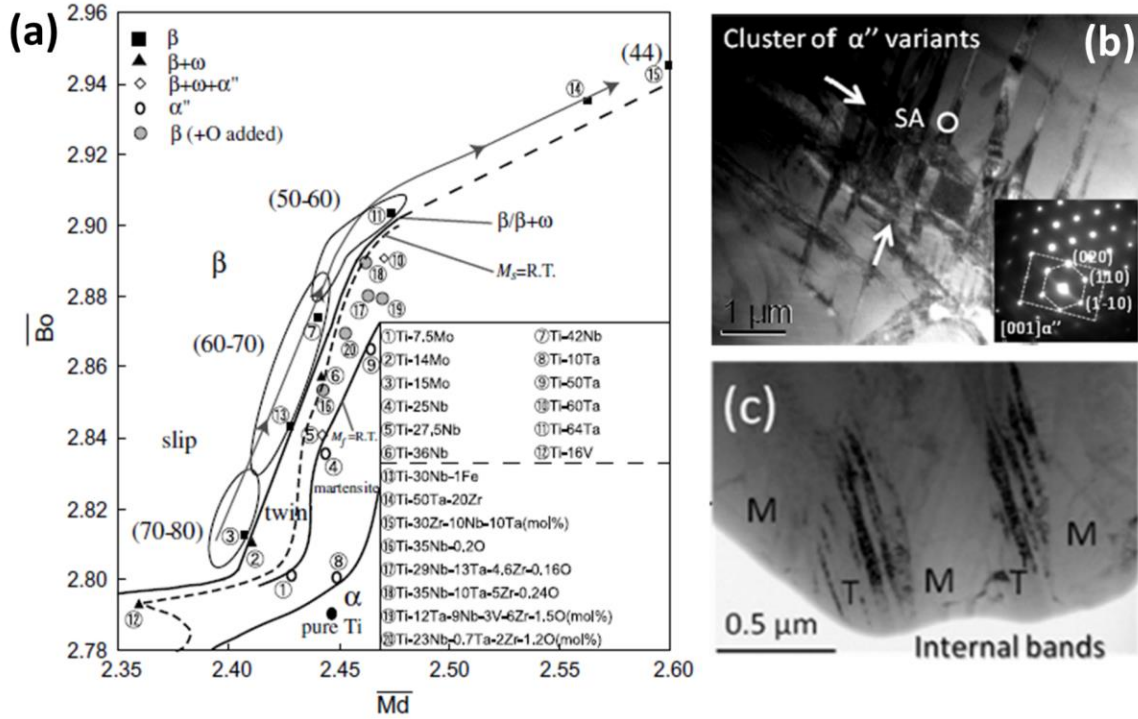 (a)
2.96
2.94
2.92
2.90
2.88
2.86
2.84
2.82
2.80
2.78
Bo
2.35
2.40
2.45
2.50
2.55
2.60
Md
β
β+ω
β+ω+α"
α"
β (+O added)
(44)
⑭
⑮
(50-60)
⑪
β/β+ω
Ms=R.T.
⑩
⑱
β
⑰
⑲
(60-70)
⑦
⑳
⑨
⑥
⑯
⑬
⑤
Mf=R.T.
④
slip
martensite
(70-80)
twin
③
②
①
⑧
α
⑫
pure Ti
①Ti-7.5Mo
②Ti-14Mo
③Ti-15Mo
④Ti-25Nb
⑤Ti-27,5Nb
⑥Ti-36Nb
⑦Ti-42Nb
⑧Ti-10Ta
⑨Ti-50Ta
⑩Ti-60Ta
⑪Ti-64Ta
⑫Ti-16V
⑬Ti-30Nb-1Fe
⑭Ti-50Ta-20Zr
⑮Ti-30Zr-10Nb-10Ta(mol%)
⑯Ti-35Nb-0.2O
⑰Ti-29Nb-13Ta-4.6Zr-0.16O
⑱Ti-35Nb-10Ta-5Zr-0.24O
⑲Ti-12Ta-9Nb-3V-6Zr-1.5O(mol%)
⑳Ti-23Nb-0.7Ta-2Zr-1.2O(mol%)
(b)
Cluster of α'' variants
SA
1 μm
(020)
(110)
(1-10)
[001]α''
(c)
M
T
M
T
M
0.5 μm
Internal bands